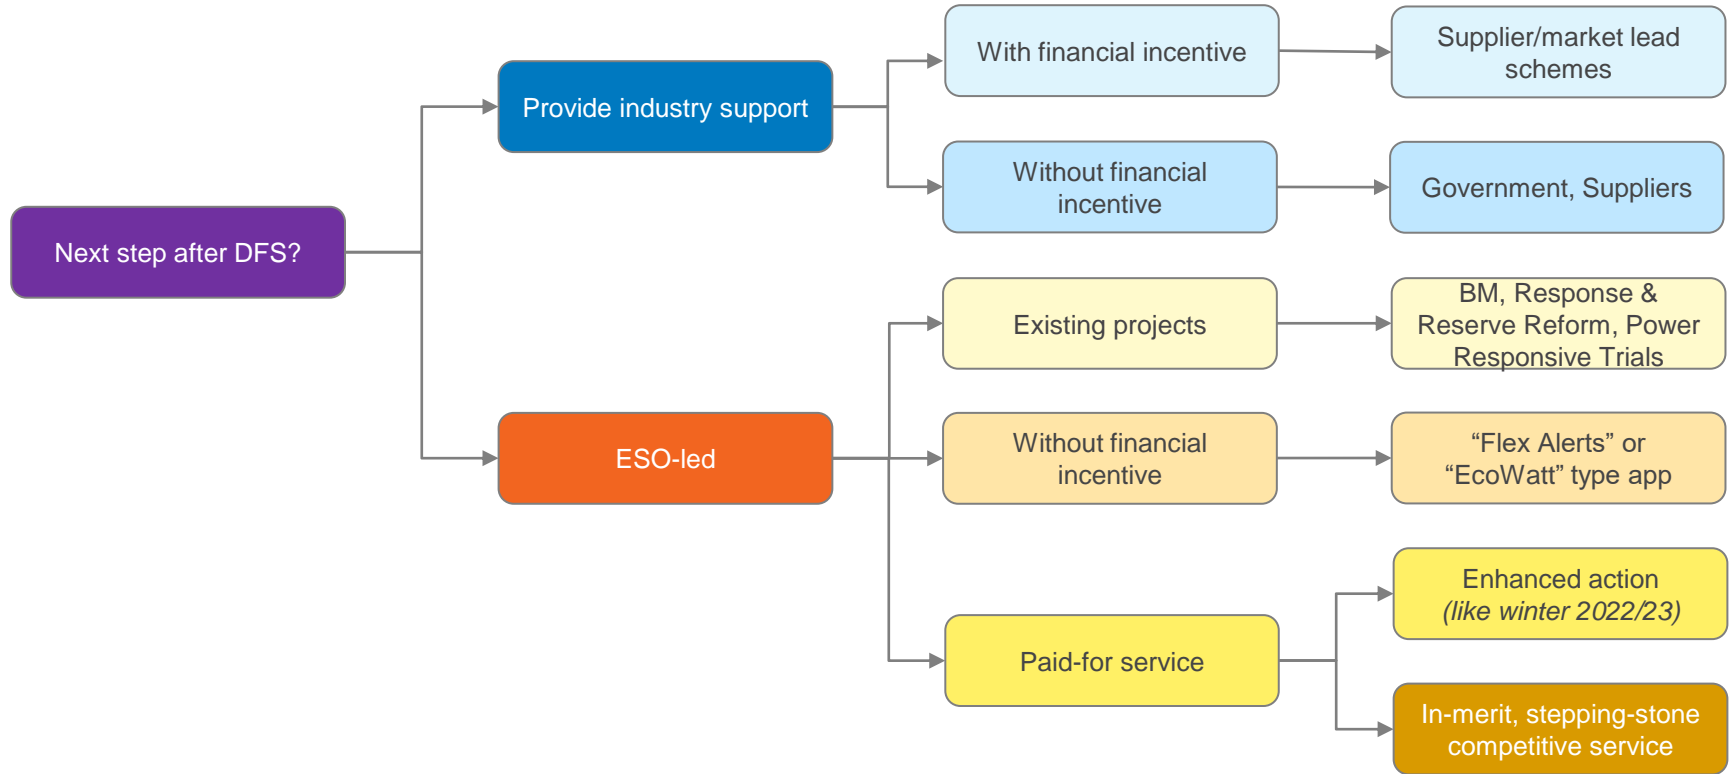 Next step after DFS?
Provide industry support
With financial incentive
Supplier/market lead
schemes
Without financial
incentive
Government, Suppliers
ESO-led
Existing projects
BM, Response &
Reserve Reform, Power
Responsive Trials
Without financial
incentive
“Flex Alerts” or
“EcoWatt” type app
Paid-for service
Enhanced action
(like winter 2022/23)
In-merit, stepping-stone
competitive service